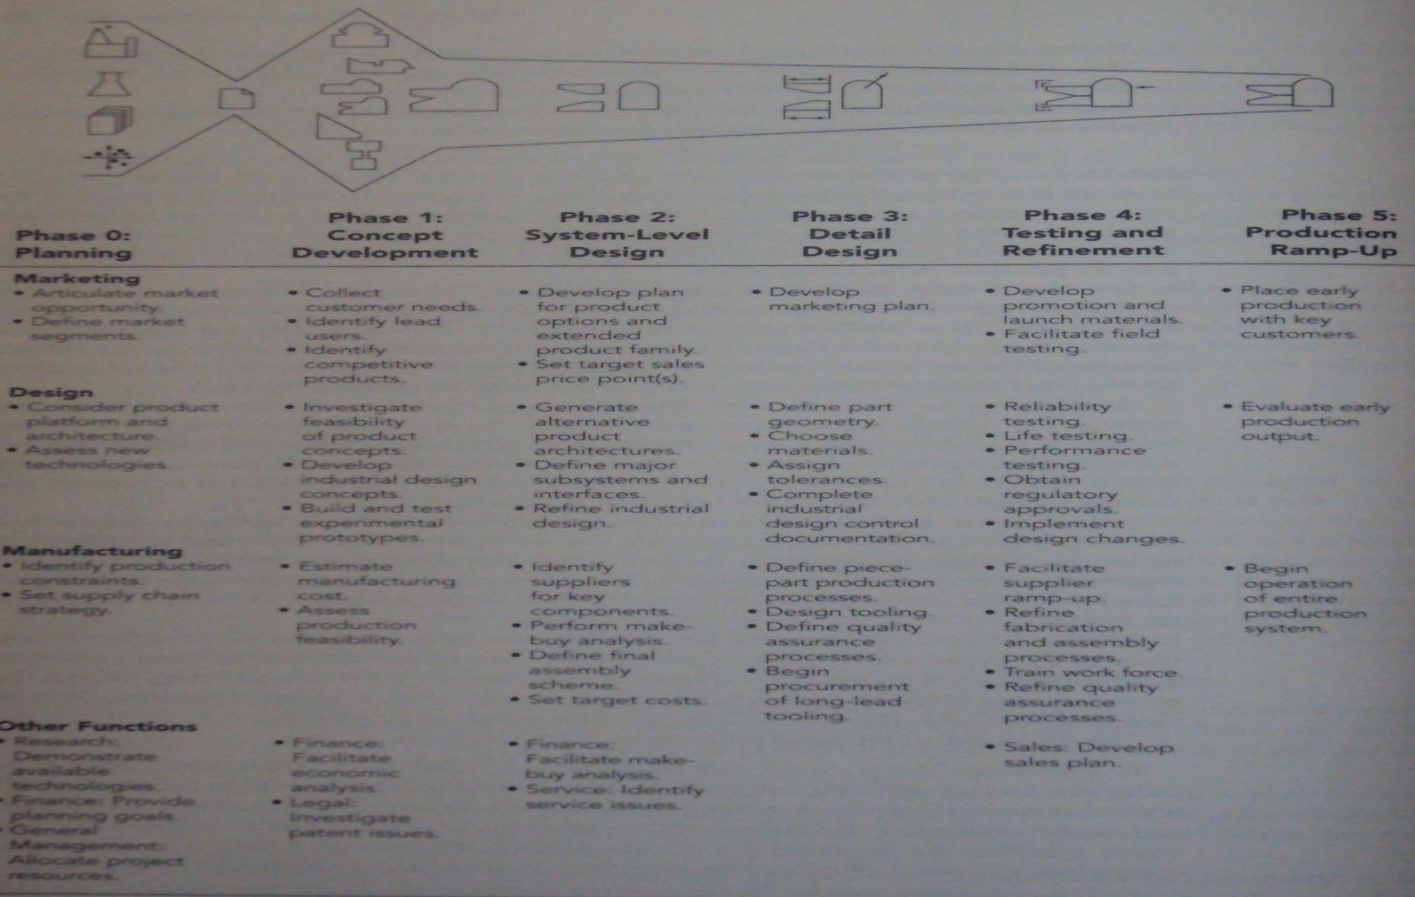 Phase 0:
Planning
Phase 1:
Concept
Development
Phase 2:
System-Level
Design
Phase 3:
Detail
Design
Phase 4:
Testing and
Refinement
Phase 5:
Production
Ramp-Up
Marketing
• Articulate market
opportunity.
• Define market
segments.
• Collect
customer needs.
• Identify lead
users.
• Identify
competitive
products.
• Develop plan
for product
options and
extended
product family.
• Set target sales
price point(s).
• Develop
marketing plan.
• Develop
promotion and
launch materials.
• Facilitate field
testing.
• Place early
production
with key
customers.
Design
• Consider product
platform and
architecture.
• Assess new
technologies.
• Investigate
feasibility
of product
concepts.
• Develop
industrial design
concepts.
• Build and test
experimental
prototypes.
• Generate
alternative
product
architectures.
• Define major
subsystems and
interfaces.
• Refine industrial
design.
• Define part
geometry.
• Choose
materials.
• Assign
tolerances.
• Complete
industrial
design control
documentation.
• Reliability
testing.
• Life testing.
• Performance
testing.
• Obtain
regulatory
approvals.
• Implement
design changes.
• Evaluate early
production
output.
Manufacturing
• Identify production
constraints.
• Set supply chain
strategy.
• Estimate
manufacturing
cost.
• Assess
production
feasibility.
• Identify
suppliers
for key
components.
• Perform make-
buy analysis.
• Define final
assembly
scheme.
• Set target costs.
• Define piece-
part production
processes.
• Design tooling.
• Define quality
assurance
processes.
• Begin
procurement
of long-lead
tooling.
• Facilitate
supplier
ramp-up.
• Refine
fabrication
and assembly
processes.
• Train work force.
• Refine quality
assurance
processes.
• Begin
operation
of entire
production
system.
Other Functions
• Research:
Demonstrate
available
technologies.
• Finance: Provide
planning goals.
• General
Management:
Allocate project
resources.
• Finance:
Facilitate
economic
analysis.
• Legal:
Investigate
patent issues.
• Finance:
Facilitate make-
buy analysis.
• Service: Identify
service issues.
• Sales: Develop
sales plan.